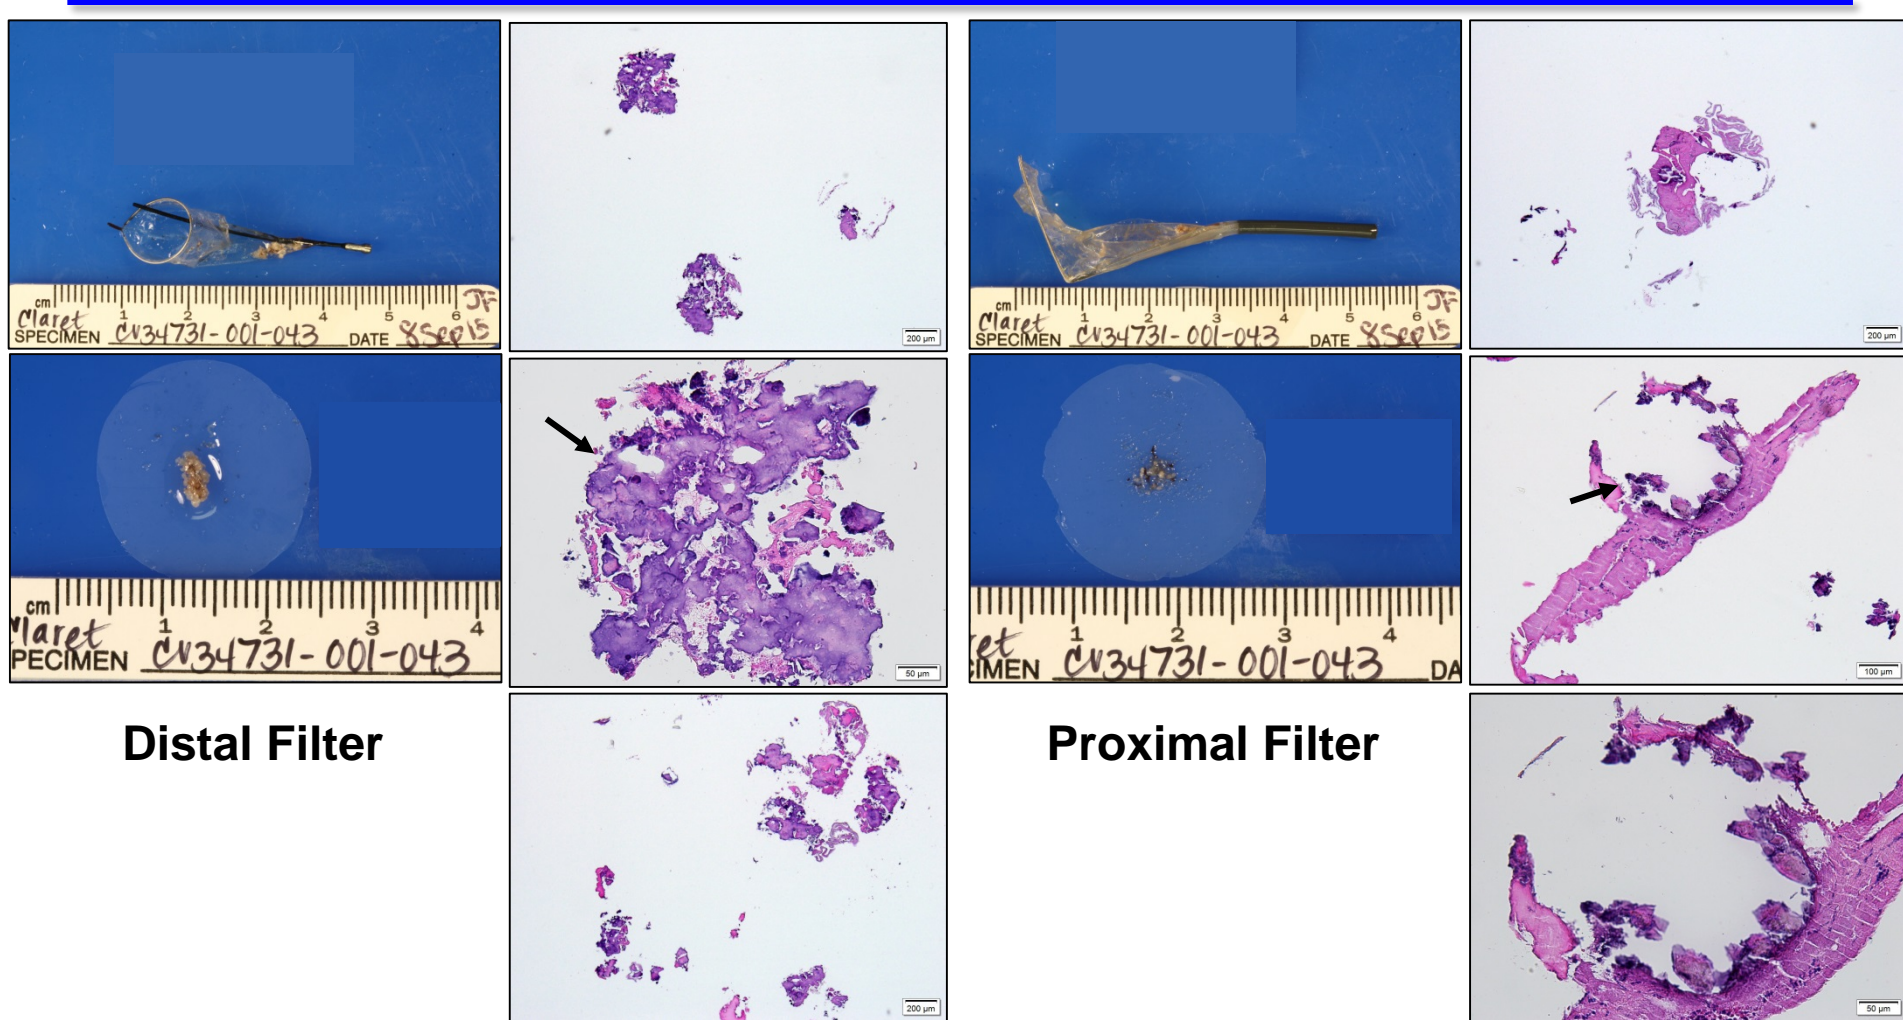 cm 1 2 3 4 5 6 JF
Claret
SPECIMEN CV34731-001-043 DATE 8Sep15
200 µm
cm 1 2 3 4 5 6 JF
Claret
SPECIMEN CV34731-001-043 DATE 8Sep15
200 µm
cm 1 2 3 4
laret
PECIMEN CV34731-001-043
50 µm
1 2 3 4
ret
IMEN CV34731-001-043 DA
100 µm
Distal Filter
Proximal Filter
200 µm
50 µm